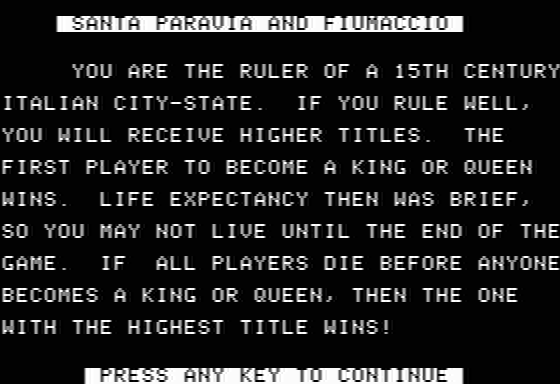 SANTA PARAVIA AND FIUMACCIO
YOU ARE THE RULER OF A 15TH CENTURY
ITALIAN CITY-STATE.  IF YOU RULE WELL,
YOU WILL RECEIVE HIGHER TITLES.  THE
FIRST PLAYER TO BECOME A KING OR QUEEN
WINS.  LIFE EXPECTANCY THEN WAS BRIEF,
SO YOU MAY NOT LIVE UNTIL THE END OF THE
GAME.  IF  ALL PLAYERS DIE BEFORE ANYONE
BECOMES A KING OR QUEEN, THEN THE ONE
WITH THE HIGHEST TITLE WINS!
PRESS ANY KEY TO CONTINUE